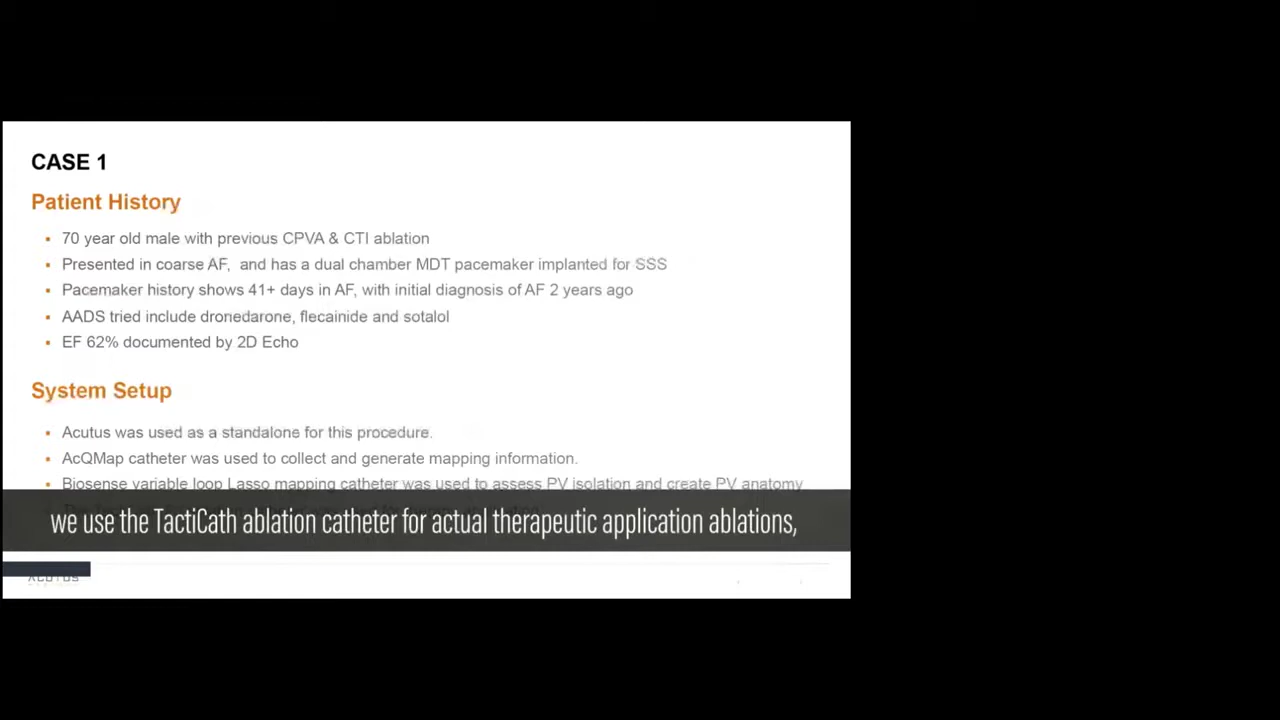 CASE 1
Patient History
▪ 70 year old male with previous CPVA & CTI ablation
▪ Presented in coarse AF, and has a dual chamber MDT pacemaker implanted for SSS
▪ Pacemaker history shows 41+ days in AF, with initial diagnosis of AF 2 years ago
▪ AADS tried include dronedarone, flecainide and sotalol
▪ EF 62% documented by 2D Echo
System Setup
▪ Acutus was used as a standalone for this procedure.
▪ AcQMap catheter was used to collect and generate mapping information.
▪ Biosense variable loop Lasso mapping catheter was used to assess PV isolation and create PV anatomy
we use the TactiCath ablation catheter for actual therapeutic application ablations,
ACUTUS